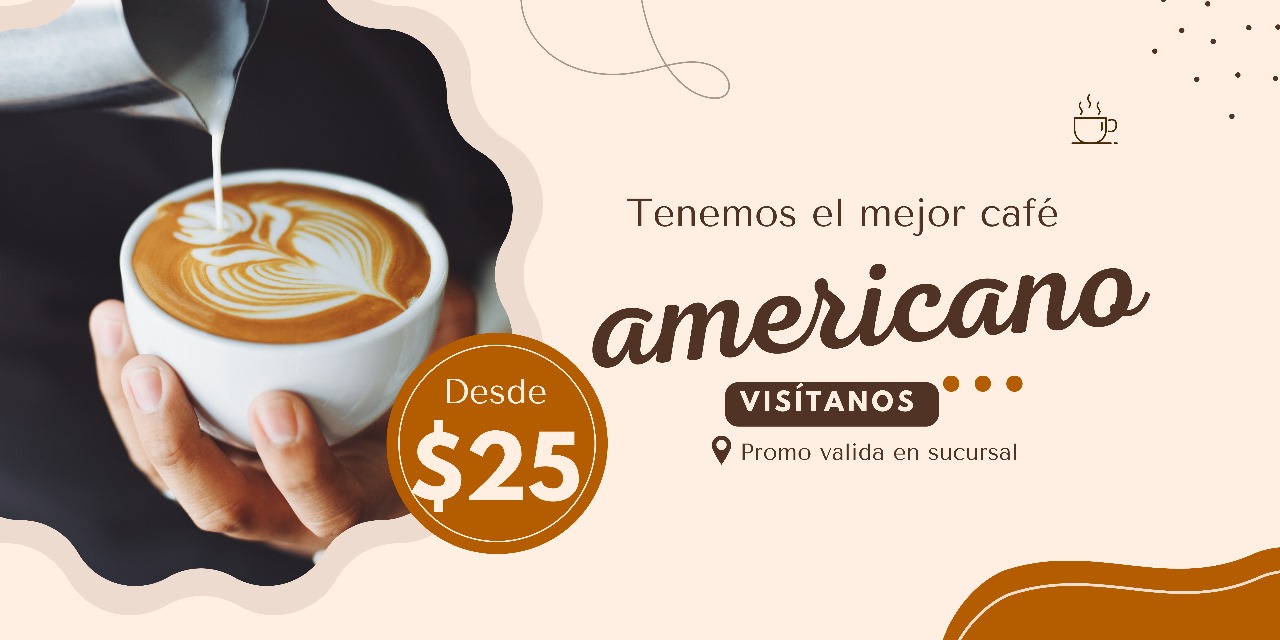 Tenemos el mejor café
americano
VISÍTANOS
Promo valida en sucursal
Desde
$25